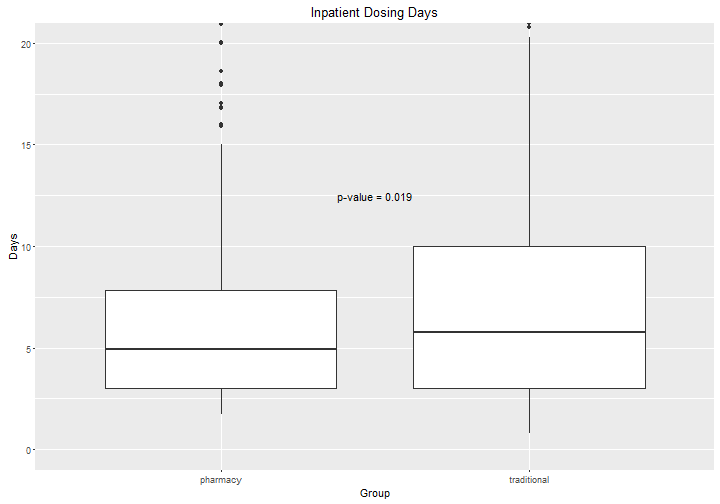 Inpatient Dosing Days
20
15
p-value = 0.019
10
5
0
Days
pharmacy
traditional
Group